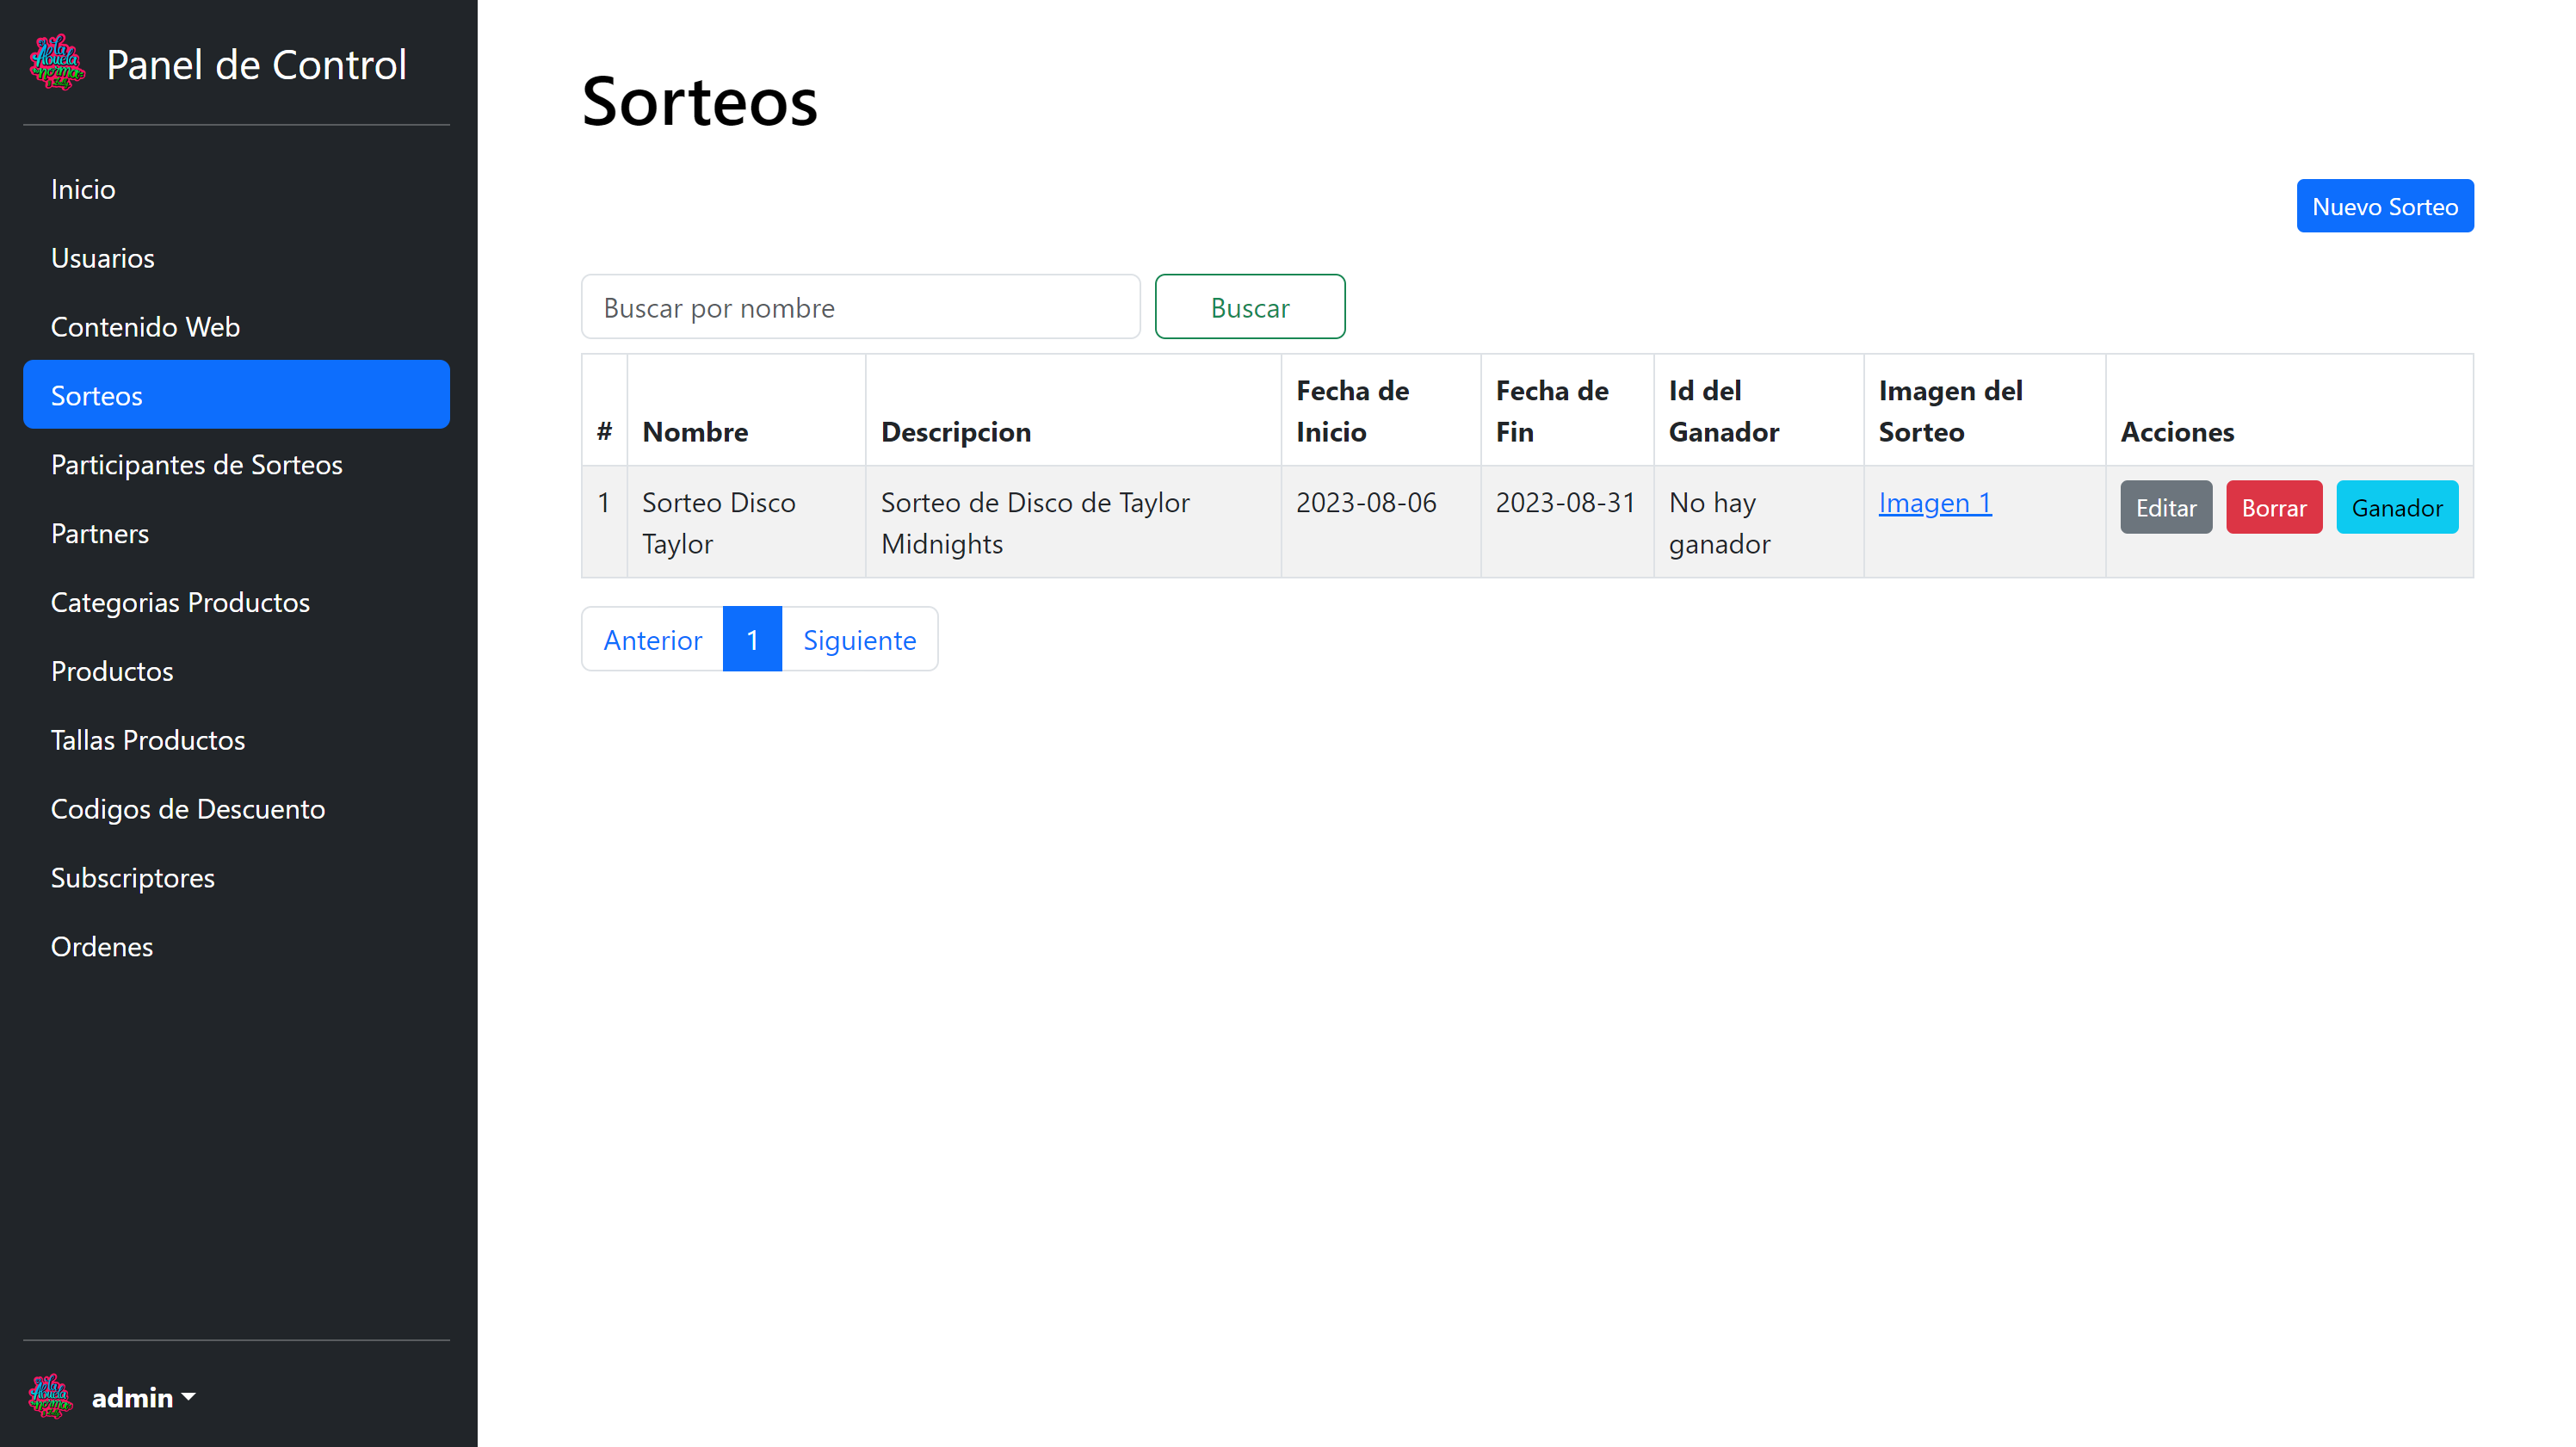 Panel de Control
Inicio
Usuarios
Contenido Web
Sorteos
Participantes de Sorteos
Partners
Categorias Productos
Productos
Tallas Productos
Codigos de Descuento
Subscriptores
Ordenes
admin
Sorteos
Nuevo Sorteo
Buscar por nombre Buscar
# Nombre Descripcion Fecha de Inicio Fecha de Fin Id del Ganador Imagen del Sorteo Acciones
1 Sorteo Disco Taylor Sorteo de Disco de Taylor Midnights 2023-08-06 2023-08-31 No hay ganador Imagen 1 Editar Borrar Ganador
Anterior 1 Siguiente